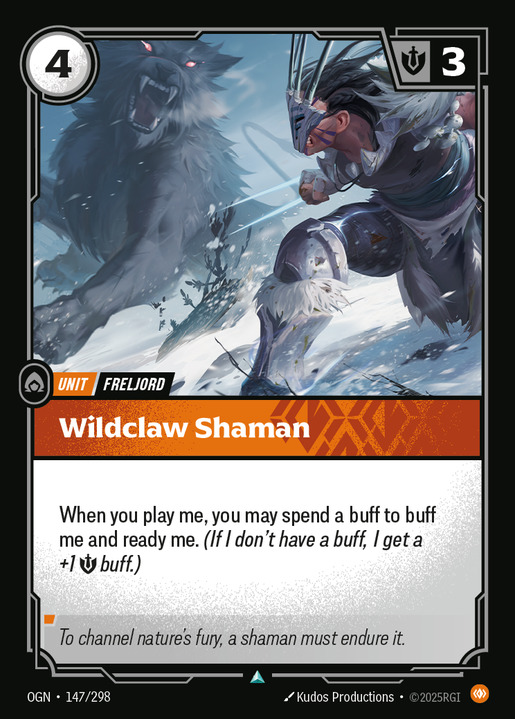 4
3
UNIT
FRELJORD
Wildclaw Shaman
When you play me, you may spend a buff to buff
me and ready me. (If I don't have a buff, I get a
+1 buff.)
To channel nature's fury, a shaman must endure it.
OGN • 147/298
Kudos Productions • ©2025RGI